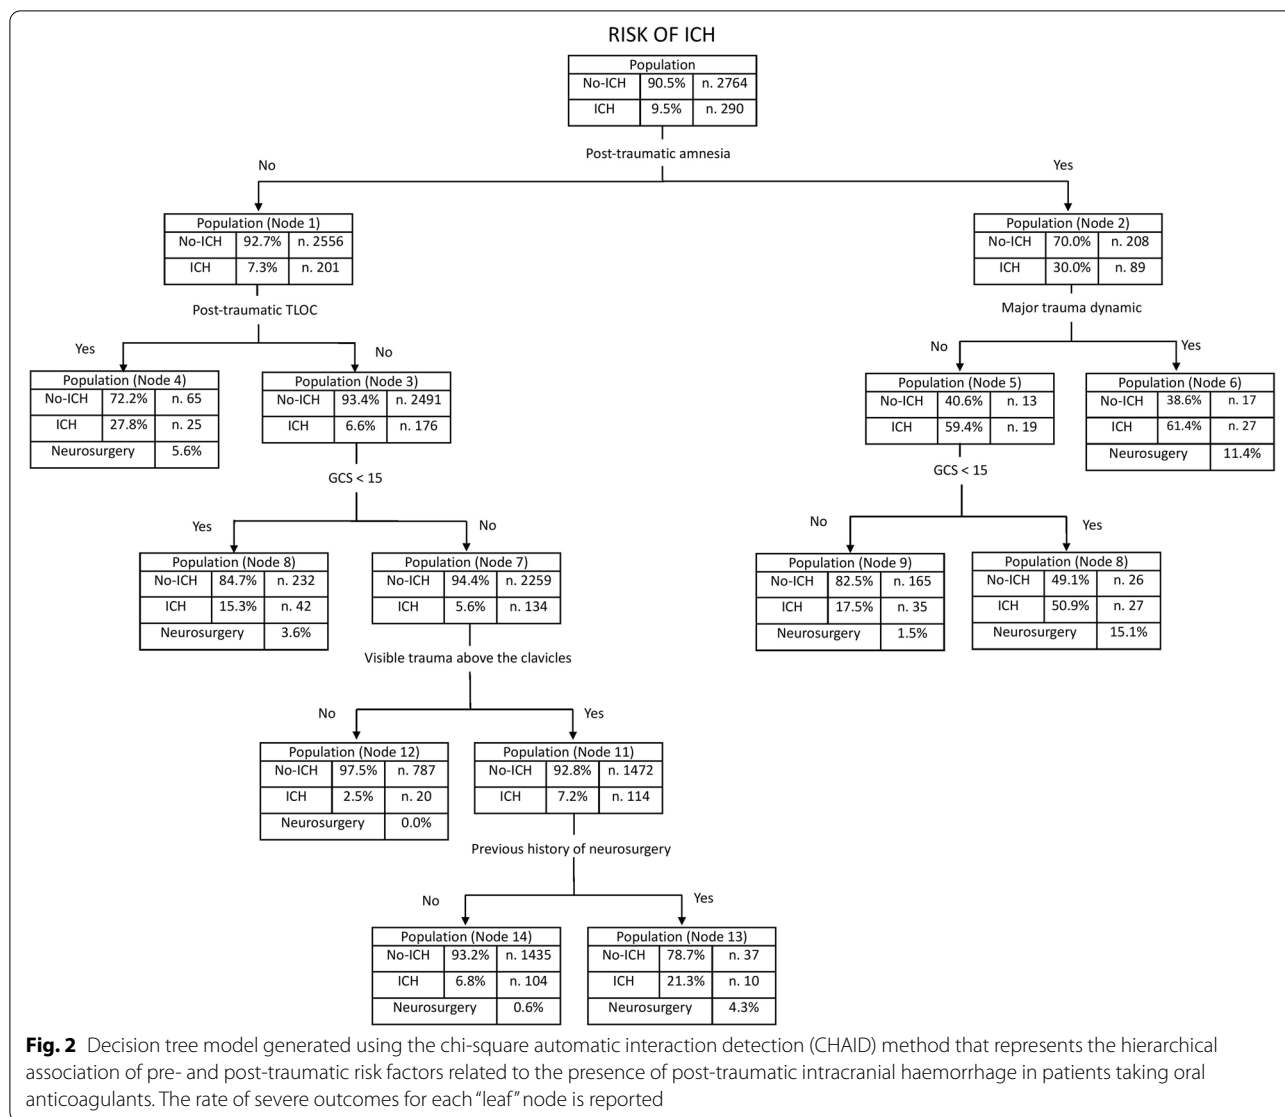 RISK OF ICH
Population
No-ICH 90.5% n. 2764
ICH 9.5% n. 290
Post-traumatic amnesia
No Yes
Population (Node 1)
No-ICH 92.7% n. 2556
ICH 7.3% n. 201
Population (Node 2)
No-ICH 70.0% n. 208
ICH 30.0% n. 89
Post-traumatic TLOC
Major trauma dynamic
Yes No
No Yes
Population (Node 4)
No-ICH 72.2% n. 65
ICH 27.8% n. 25
Neurosurgery 5.6%
Population (Node 3)
No-ICH 93.4% n. 2491
ICH 6.6% n. 176
Population (Node 5)
No-ICH 40.6% n. 13
ICH 59.4% n. 19
Population (Node 6)
No-ICH 38.6% n. 17
ICH 61.4% n. 27
Neurosurgery 11.4%
GCS < 15
GCS < 15
Yes No
No Yes
Population (Node 8)
No-ICH 84.7% n. 232
ICH 15.3% n. 42
Neurosurgery 3.6%
Population (Node 7)
No-ICH 94.4% n. 2259
ICH 5.6% n. 134
Population (Node 9)
No-ICH 82.5% n. 165
ICH 17.5% n. 35
Neurosurgery 1.5%
Population (Node 8)
No-ICH 49.1% n. 26
ICH 50.9% n. 27
Neurosurgery 15.1%
Visible trauma above the clavicles
No Yes
Population (Node 12)
No-ICH 97.5% n. 787
ICH 2.5% n. 20
Neurosurgery 0.0%
Population (Node 11)
No-ICH 92.8% n. 1472
ICH 7.2% n. 114
Previous history of neurosurgery
No Yes
Population (Node 14)
No-ICH 93.2% n. 1435
ICH 6.8% n. 104
Neurosurgery 0.6%
Population (Node 13)
No-ICH 78.7% n. 37
ICH 21.3% n. 10
Neurosurgery 4.3%
Fig. 2 Decision tree model generated using the chi-square automatic interaction detection (CHAID) method that represents the hierarchical
association of pre- and post-traumatic risk factors related to the presence of post-traumatic intracranial haemorrhage in patients taking oral
anticoagulants. The rate of severe outcomes for each "leaf" node is reported